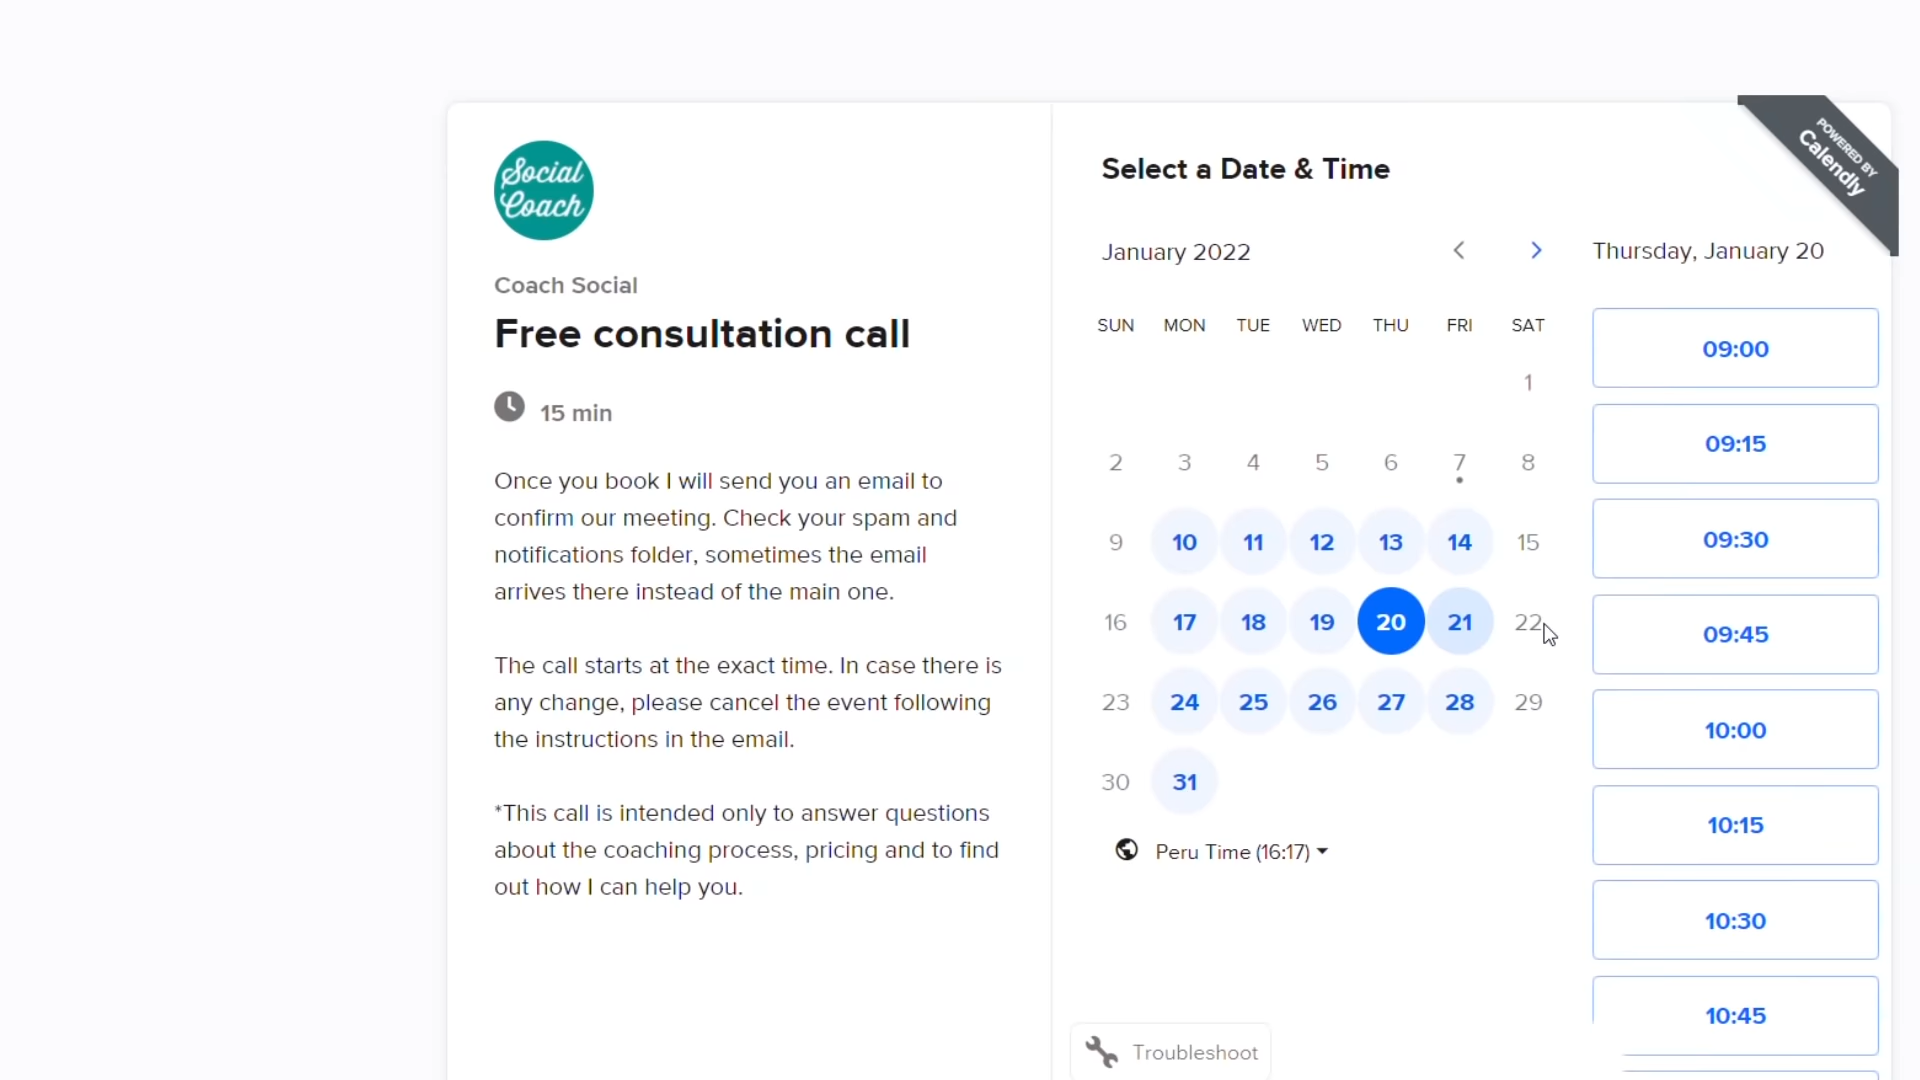 Social
Coach
Coach Social
Free consultation call
15 min
Once you book I will send you an email to
confirm our meeting. Check your spam and
notifications folder, sometimes the email
arrives there instead of the main one.
The call starts at the exact time. In case there is
any change, please cancel the event following
the instructions in the email.
*This call is intended only to answer questions
about the coaching process, pricing and to find
out how I can help you.
Select a Date & Time
POWERED BY
Calendly
January 2022
SUN MON TUE WED THU FRI SAT
1
2 3 4 5 6 7 8
9 10 11 12 13 14 15
16 17 18 19 20 21 22
23 24 25 26 27 28 29
30 31
Peru Time (16:17)
Troubleshoot
Thursday, January 20
09:00
09:15
09:30
09:45
10:00
10:15
10:30
10:45